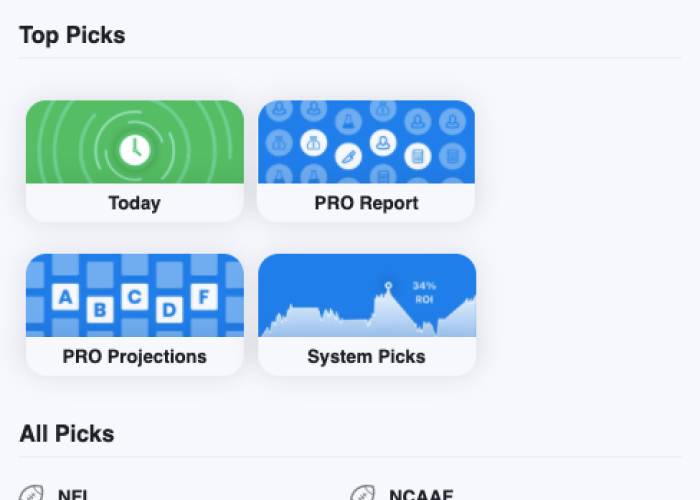 Top Picks
Today
PRO Report
A B C D F
34%
ROI
PRO Projections
System Picks
All Picks
NFL
NCAAF